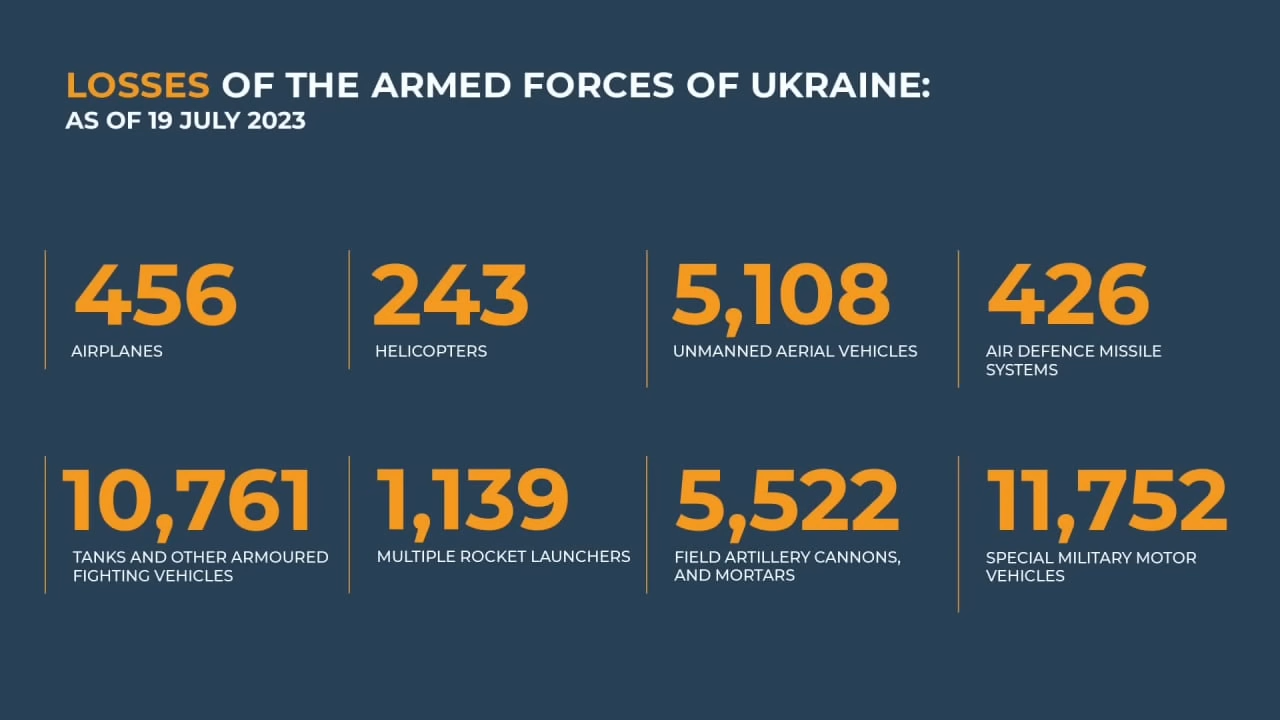 LOSSES OF THE ARMED FORCES OF UKRAINE:
AS OF 19 JULY 2023
456
AIRPLANES
243
HELICOPTERS
5,108
UNMANNED AERIAL VEHICLES
426
AIR DEFENCE MISSILE
SYSTEMS
10,761
TANKS AND OTHER ARMOURED
FIGHTING VEHICLES
1,139
MULTIPLE ROCKET LAUNCHERS
5,522
FIELD ARTILLERY CANNONS,
AND MORTARS
11,752
SPECIAL MILITARY MOTOR
VEHICLES